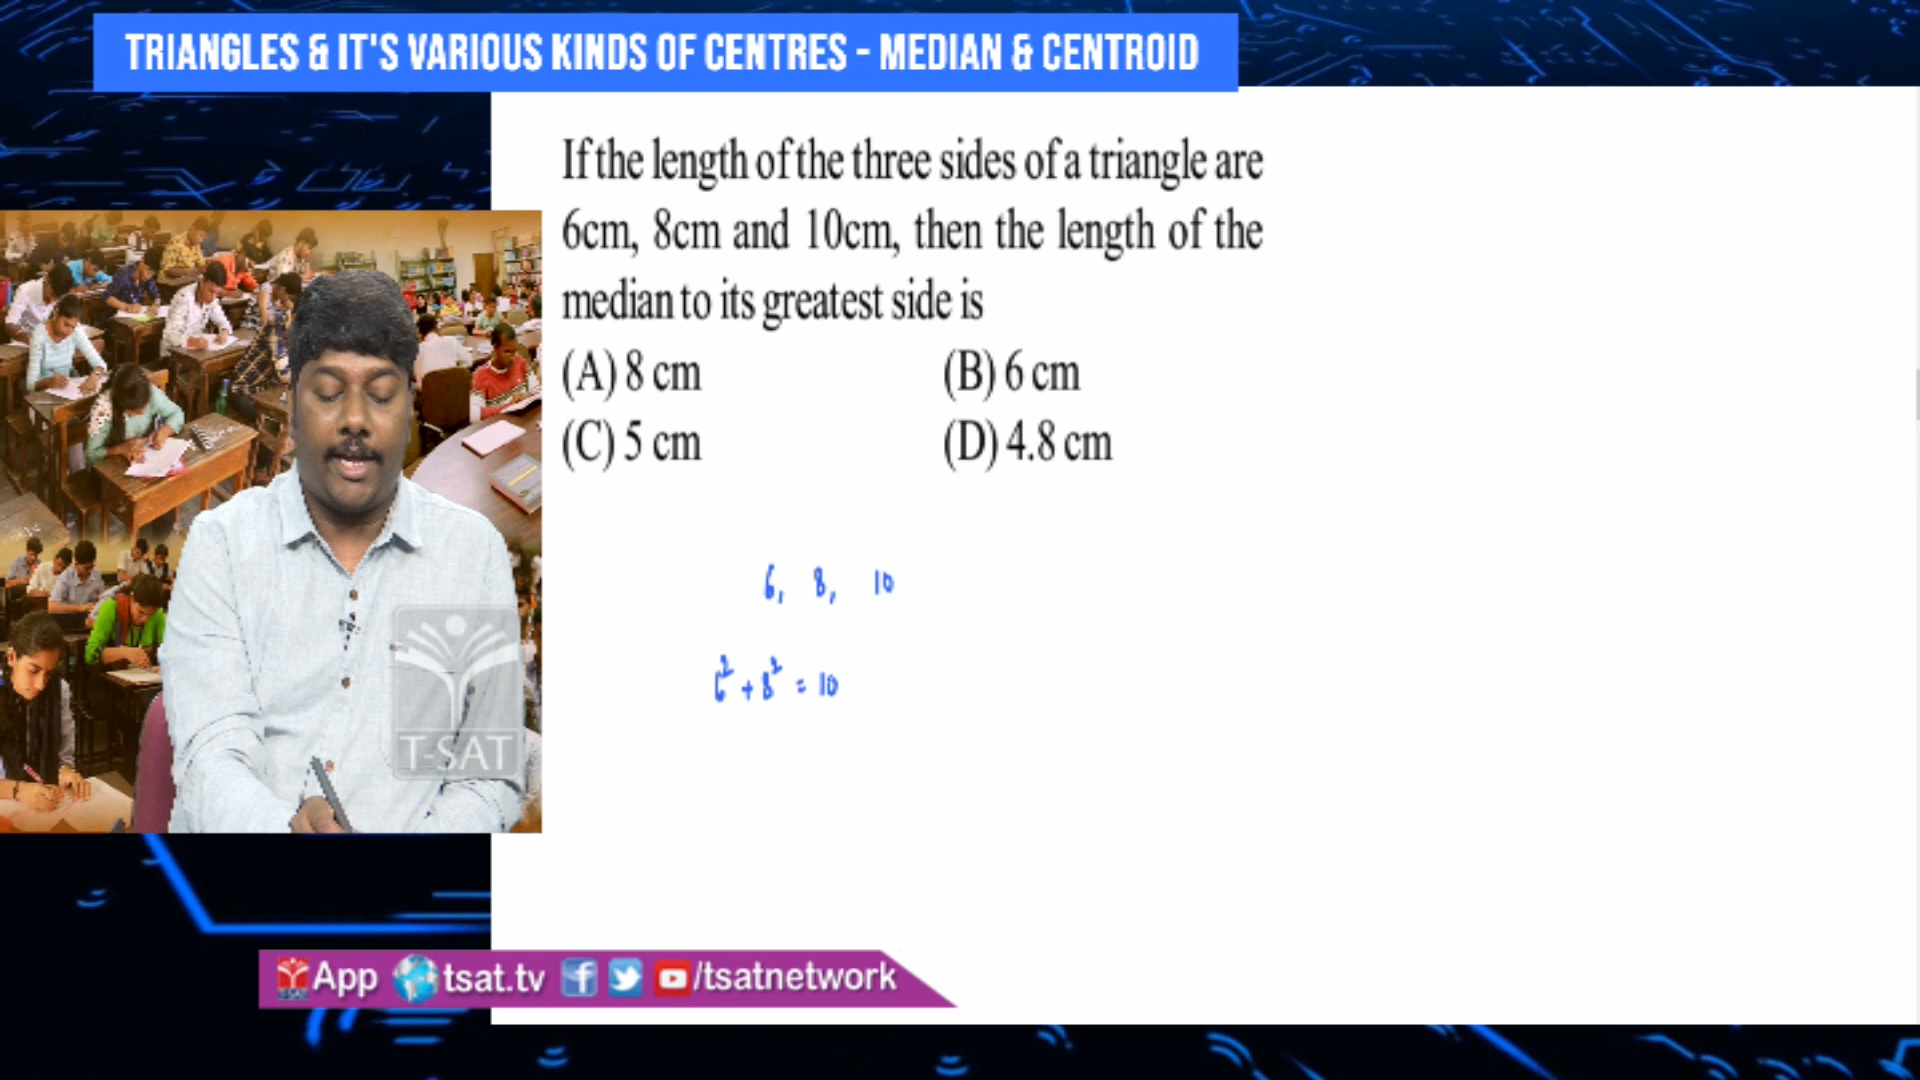 TRIANGLES & IT'S VARIOUS KINDS OF CENTRES - MEDIAN & CENTROID
If the length of the three sides of a triangle are
6cm, 8cm and 10cm, then the length of the
median to its greatest side is
(A) 8 cm (B) 6 cm
(C) 5 cm (D) 4.8 cm
6, 8, 10
6² + 8² = 10
T-SAT
T-SAT App tsat.tv /tsatnetwork